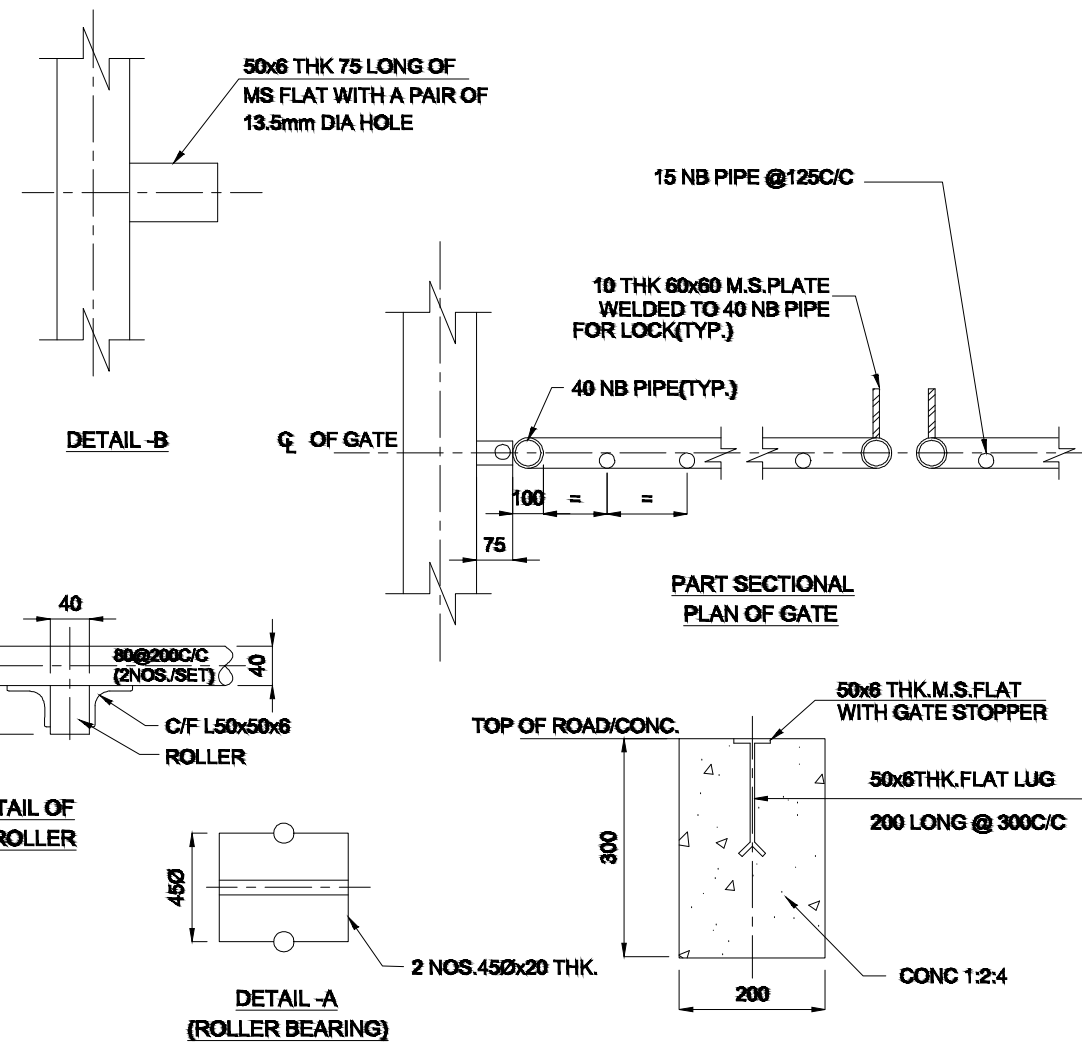 50x6 THK 75 LONG OF
MS FLAT WITH A PAIR OF
13.5mm DIA HOLE
DETAIL -B
15 NB PIPE @125C/C
10 THK 60x60 M.S.PLATE
WELDED TO 40 NB PIPE
FOR LOCK(TYP.)
40 NB PIPE(TYP.)
℄ OF GATE
100 = =
75
PART SECTIONAL
PLAN OF GATE
40
80@200C/C
(2NOS./SET)
40
C/F L50x50x6
ROLLER
TAIL OF
ROLLER
45Ø
2 NOS.45Øx20 THK.
DETAIL -A
(ROLLER BEARING)
TOP OF ROAD/CONC.
50x6 THK.M.S.FLAT
WITH GATE STOPPER
50x6THK.FLAT LUG
200 LONG @ 300C/C
300
CONC 1:2:4
200